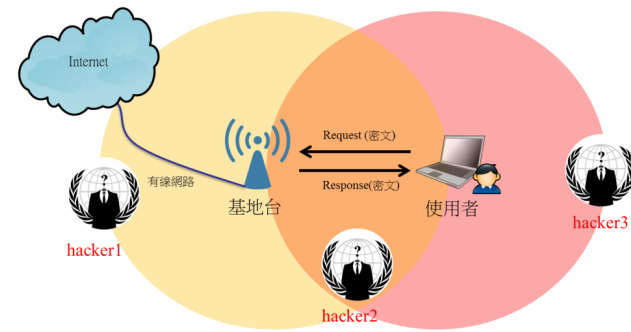 Internet
Request (密文)
Response(密文)
有線網路
基地台
使用者
?
hacker1
?
hacker2
?
hacker3